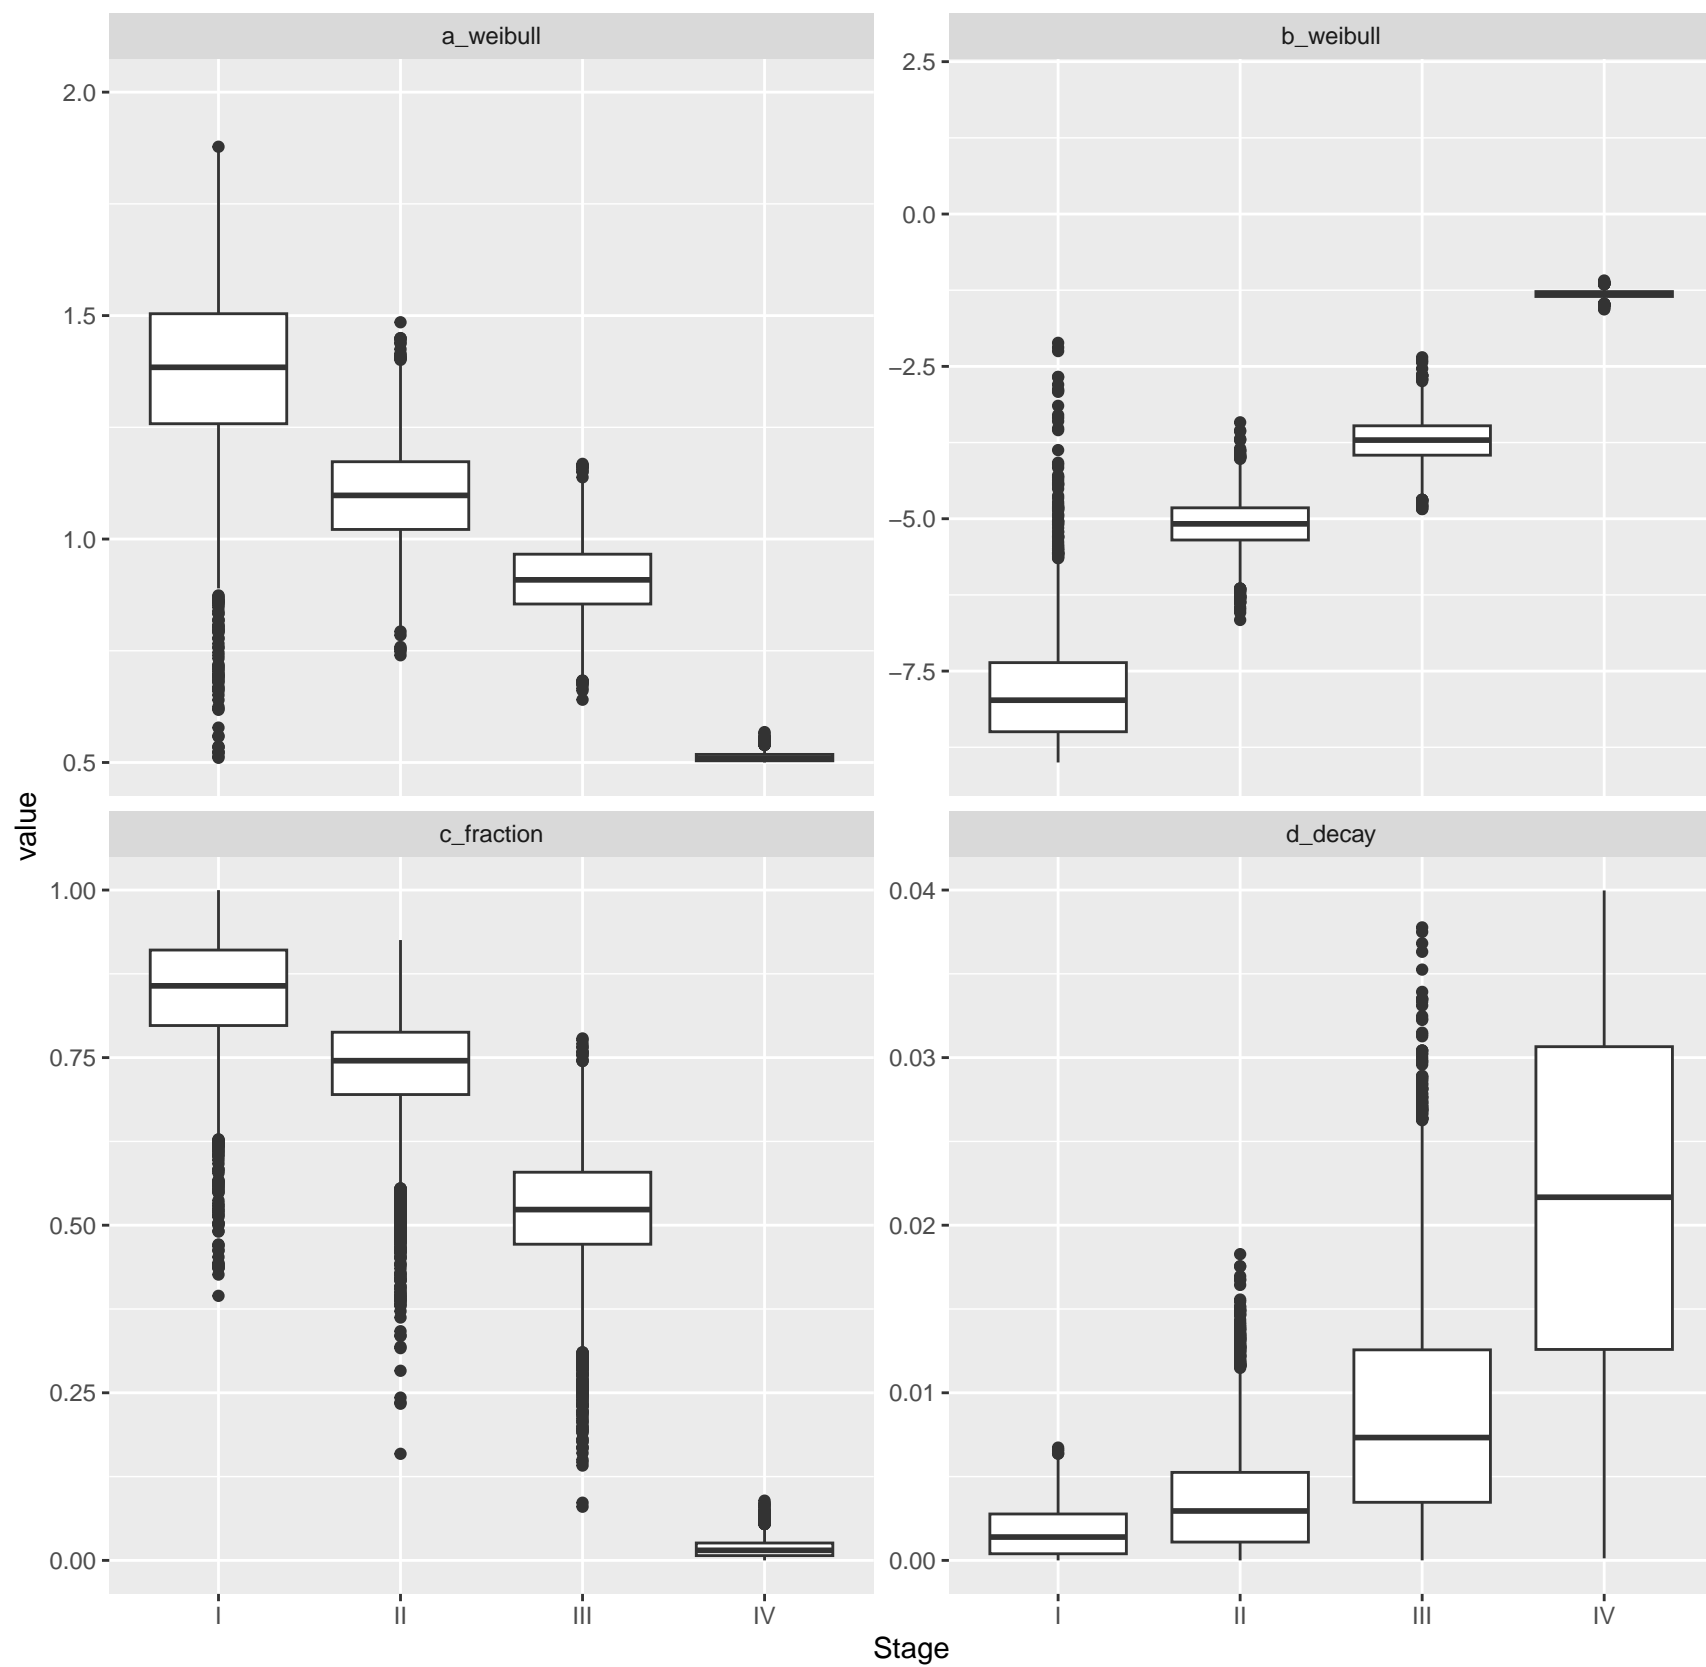 a_weibull
b_weibull
2.0
1.5
1.0
0.5
2.5
0.0
−2.5
−5.0
−7.5
value
c_fraction
d_decay
1.00
0.75
0.50
0.25
0.00
0.04
0.03
0.02
0.01
0.00
I II III IV
I II III IV
Stage